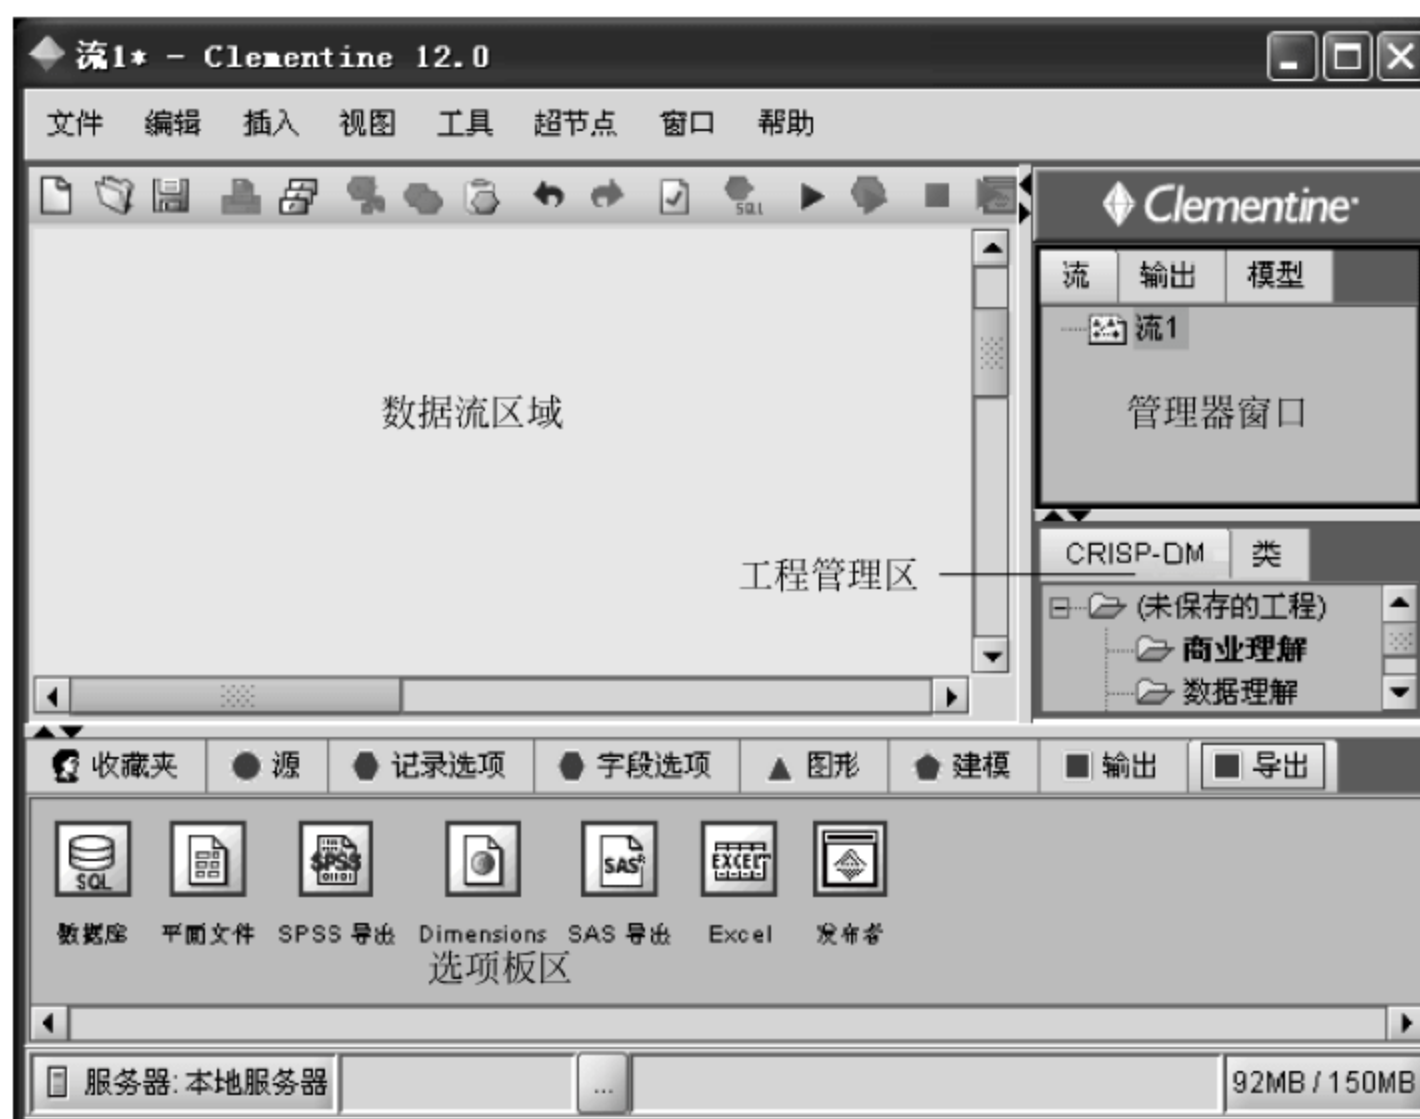 流1* - Clementine 12.0
文件 编辑 插入 视图 工具 超节点 窗口 帮助
SQL
Clementine
流 输出 模型
流1
数据流区域
管理器窗口
CRISP-DM 类
工程管理区
(未保存的工程)
商业理解
数据理解
收藏夹 源 记录选项 字段选项 图形 建模 输出 导出
SQL SPSS SAS EXCEL
数据库 平面文件 SPSS 导出 Dimensions SAS 导出 Excel 发布者
选项板区
服务器: 本地服务器 ... 92MB / 150MB